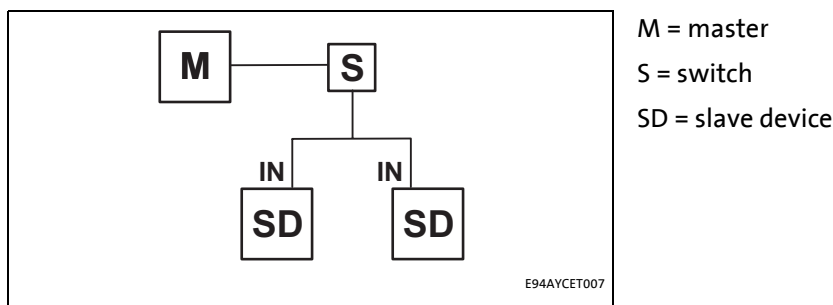 M = master
S = switch
SD = slave device
M
S
IN
IN
SD
SD
E94AYCET007